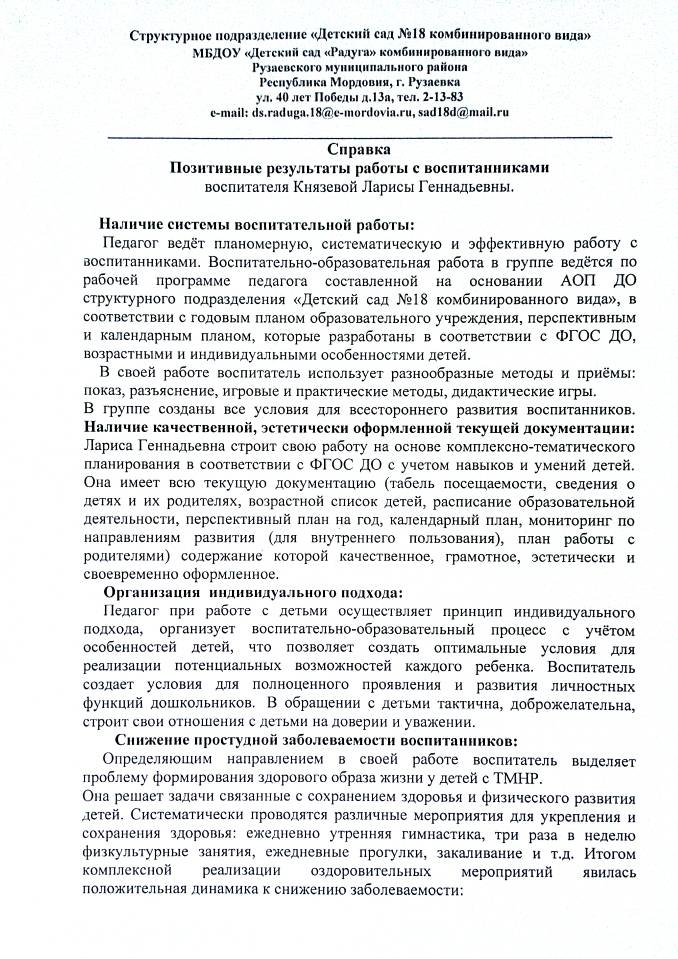 Структурное подразделение «Детский сад №18 комбинированного вида»
МБДОУ «Детский сад «Радуга» комбинированного вида»
Рузаевского муниципального района
Республика Мордовия, г. Рузаевка
ул. 40 лет Победы д.13а, тел. 2-13-83
e-mail: ds.raduga.18@e-mordovia.ru, sad18d@mail.ru
Справка
Позитивные результаты работы с воспитанниками
воспитателя Князевой Ларисы Геннадьевны.
Наличие системы воспитательной работы:
Педагог ведёт планомерную, систематическую и эффективную работу с
воспитанниками. Воспитательно-образовательная работа в группе ведётся по
рабочей программе педагога составленной на основании АОП ДО
структурного подразделения «Детский сад №18 комбинированного вида», в
соответствии с годовым планом образовательного учреждения, перспективным
и календарным планом, которые разработаны в соответствии с ФГОС ДО,
возрастными и индивидуальными особенностями детей.
В своей работе воспитатель использует разнообразные методы и приёмы:
показ, разъяснение, игровые и практические методы, дидактические игры.
В группе созданы все условия для всестороннего развития воспитанников.
Наличие качественной, эстетически оформленной текущей документации:
Лариса Геннадьевна строит свою работу на основе комплексно-тематического
планирования в соответствии с ФГОС ДО с учетом навыков и умений детей.
Она имеет всю текущую документацию (табель посещаемости, сведения о
детях и их родителях, возрастной список детей, расписание образовательной
деятельности, перспективный план на год, календарный план, мониторинг по
направлениям развития (для внутреннего пользования), план работы с
родителями) содержание которой качественное, грамотное, эстетически и
своевременно оформленное.
Организация индивидуального подхода:
Педагог при работе с детьми осуществляет принцип индивидуального
подхода, организует воспитательно-образовательный процесс с учётом
особенностей детей, что позволяет создать оптимальные условия для
реализации потенциальных возможностей каждого ребенка. Воспитатель
создает условия для полноценного проявления и развития личностных
функций дошкольников. В обращении с детьми тактична, доброжелательна,
строит свои отношения с детьми на доверии и уважении.
Снижение простудной заболеваемости воспитанников:
Определяющим направлением в своей работе воспитатель выделяет
проблему формирования здорового образа жизни у детей с ТМНР.
Она решает задачи связанные с сохранением здоровья и физического развития
детей. Систематически проводятся различные мероприятия для укрепления и
сохранения здоровья: ежедневно утренняя гимнастика, три раза в неделю
физкультурные занятия, ежедневные прогулки, закаливание и т.д. Итогом
комплексной реализации оздоровительных мероприятий явилась
положительная динамика к снижению заболеваемости: